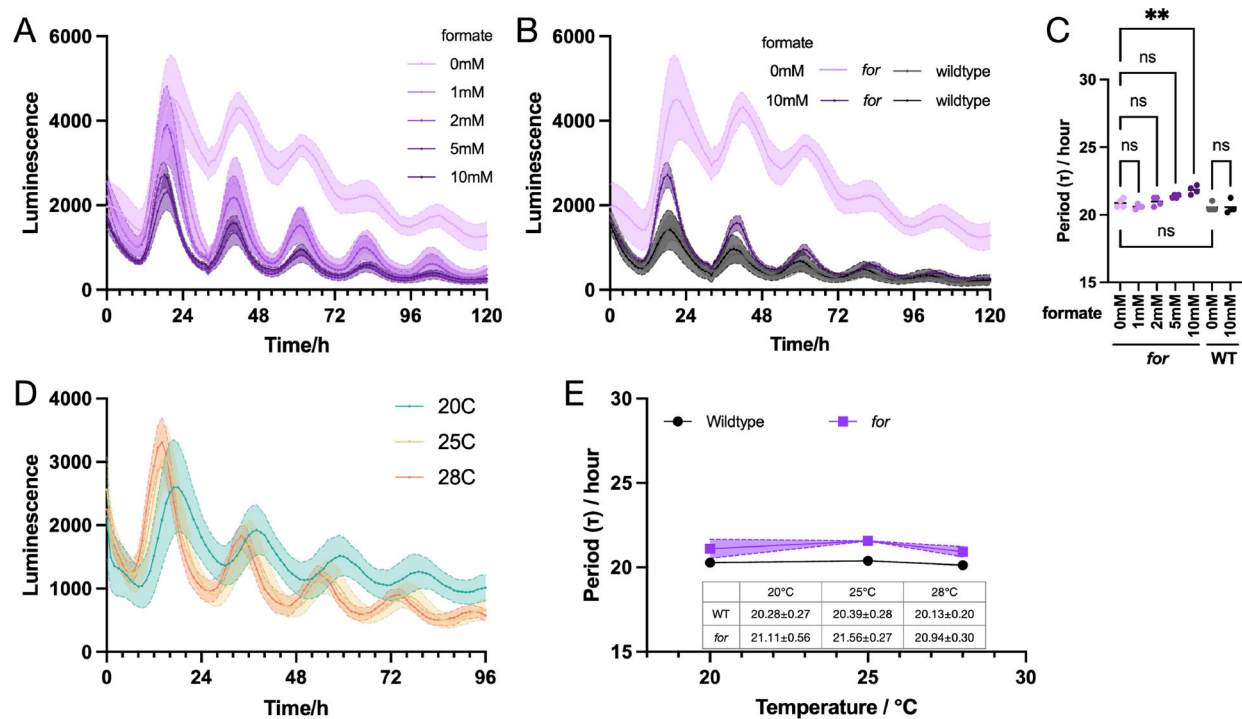 A
Luminescence
6000
4000
2000
0
formate
0mM
1mM
2mM
5mM
10mM
0 24 48 72 96 120
Time/h
B
Luminescence
6000
4000
2000
0
formate
0mM for wildtype
10mM for wildtype
0 24 48 72 96 120
Time/h
C
**
ns
ns
ns ns
ns
Period (τ) / hour
30
25
20
15
formate 0mM 1mM 2mM 5mM 10mM 0mM 10mM
for WT
D
Luminescence
4000
3000
2000
1000
0
20C
25C
28C
0 24 48 72 96
Time/h
E
Period (τ) / hour
30
25
20
15
Wildtype for
20°C 25°C 28°C
WT 20.28±0.27 20.39±0.28 20.13±0.20
for 21.11±0.56 21.56±0.27 20.94±0.30
20 25 30
Temperature / °C